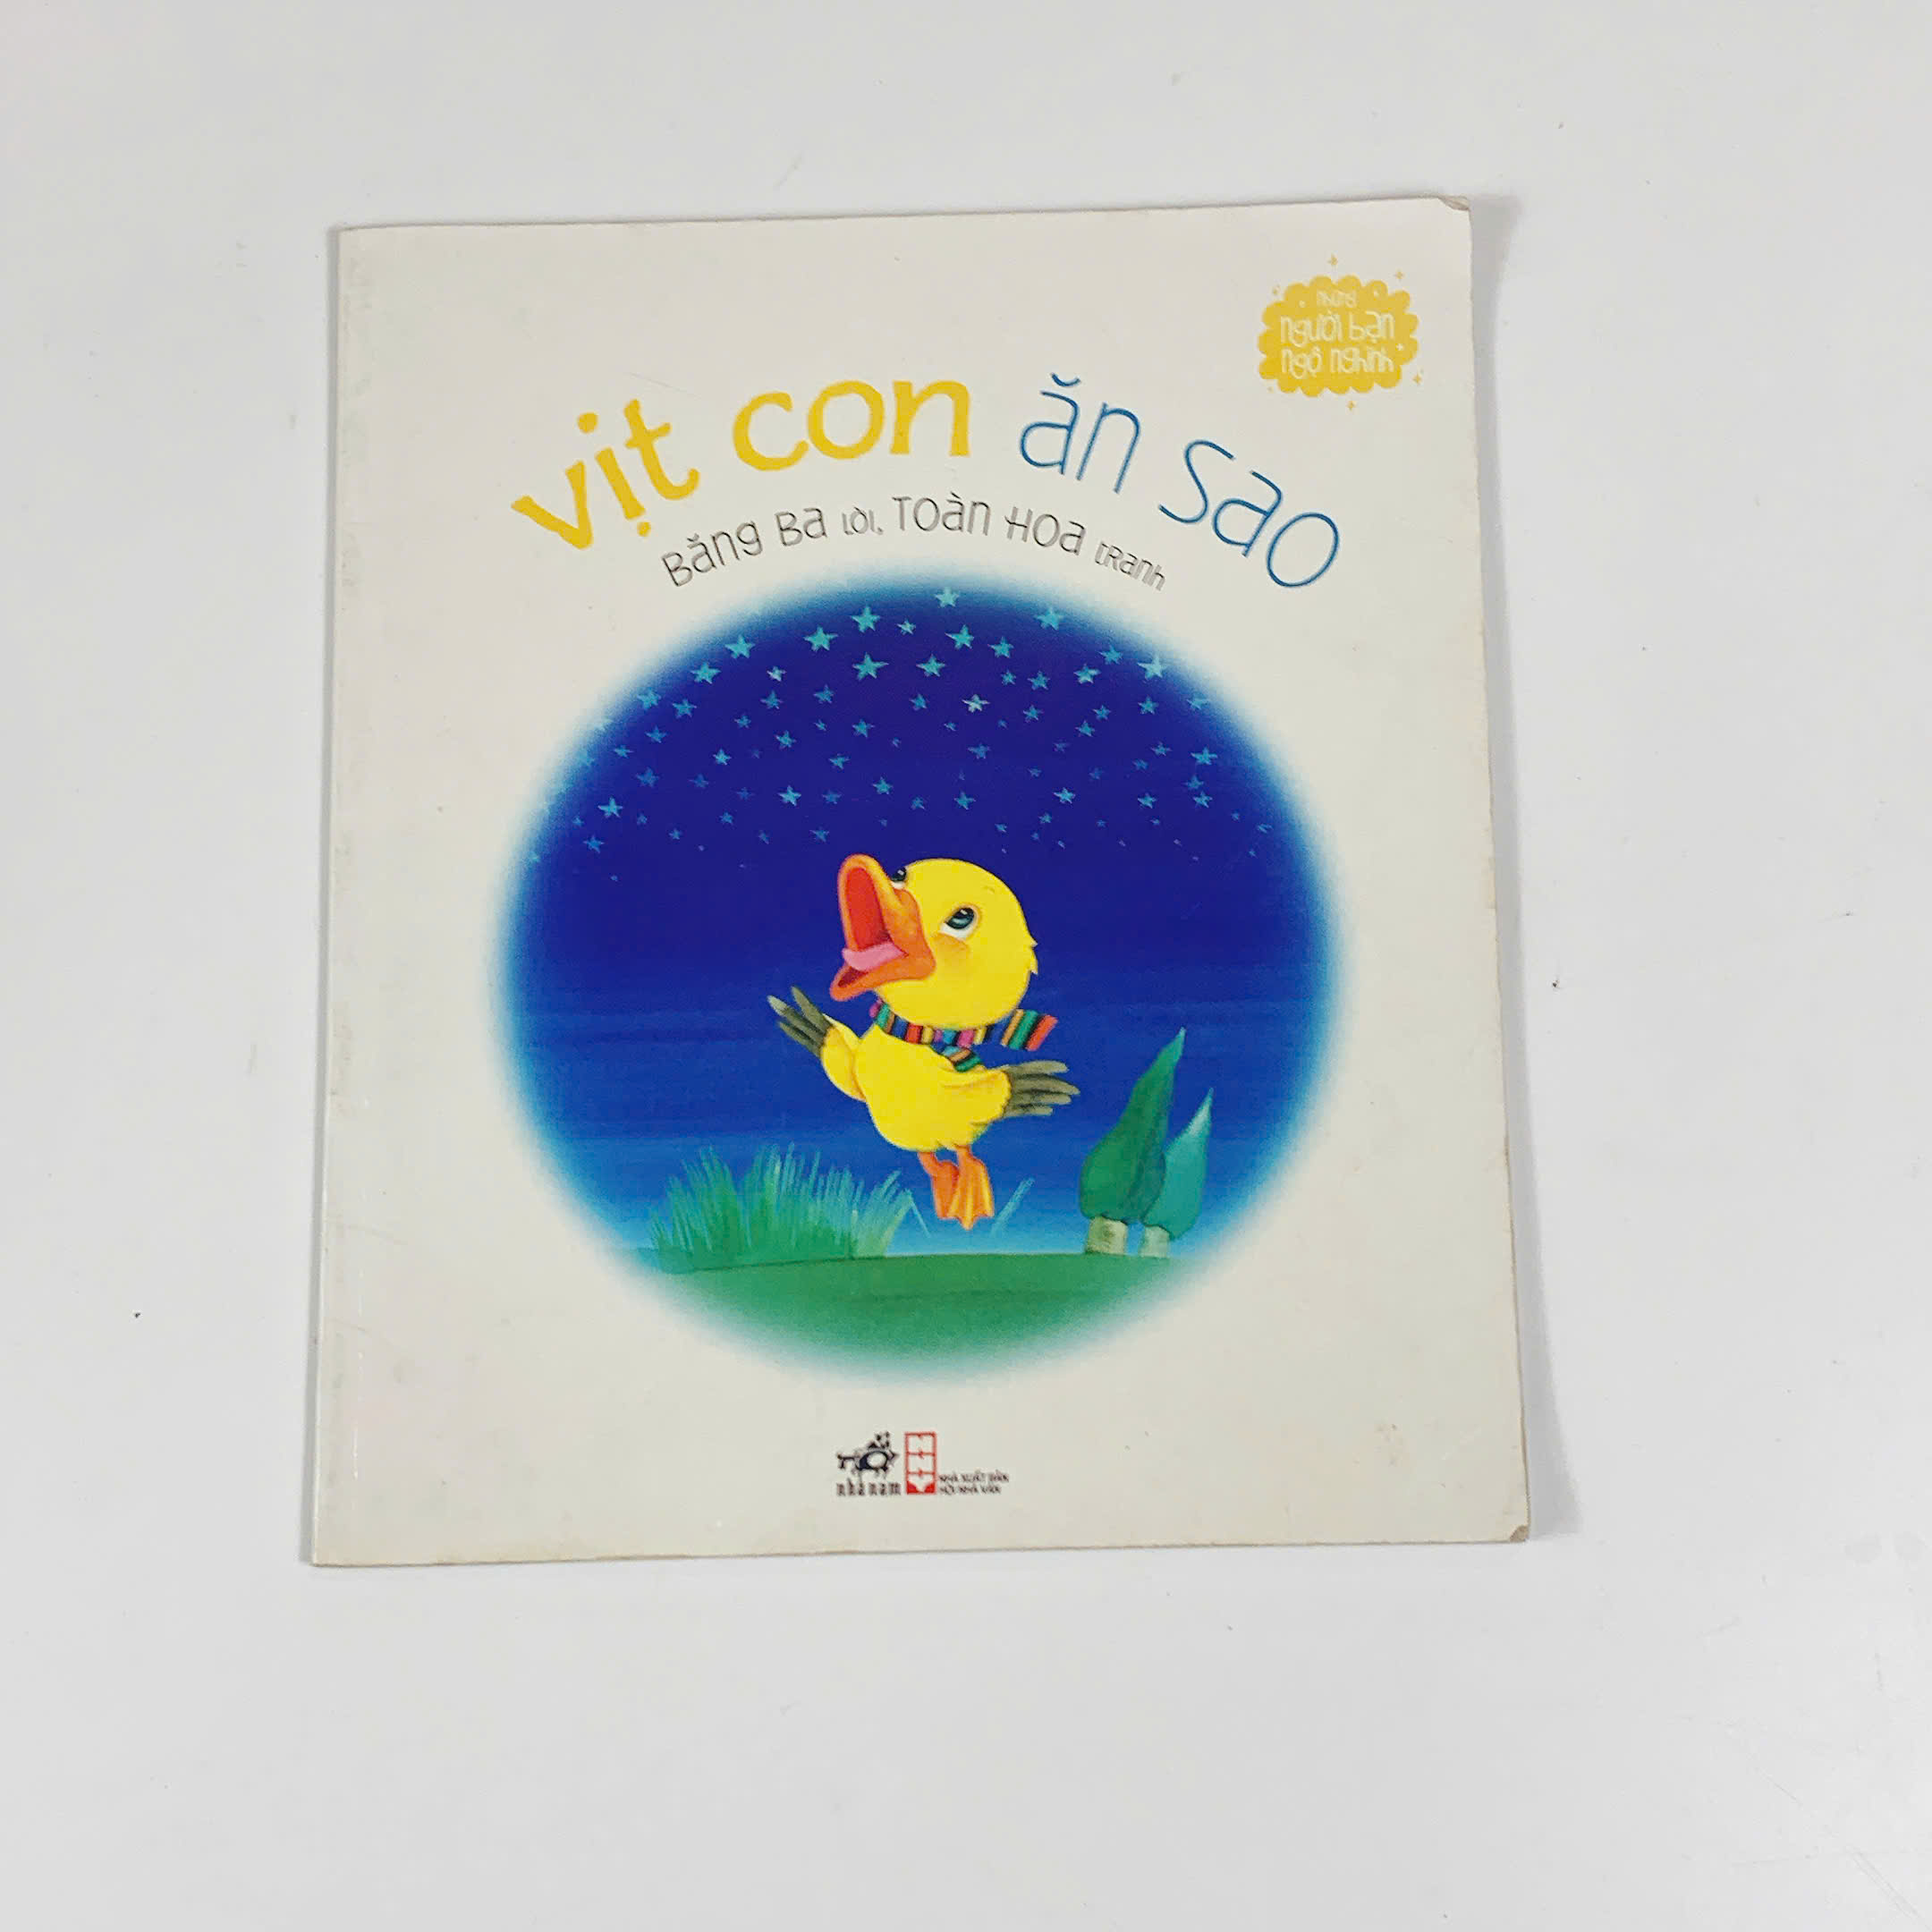 những
người bạn
ngộ nghĩnh
vịt con ăn sao
Băng Ba lời, Toàn Hoa tranh
nhã nam
NHÀ XUẤT BẢN
HỘI NHÀ VĂN